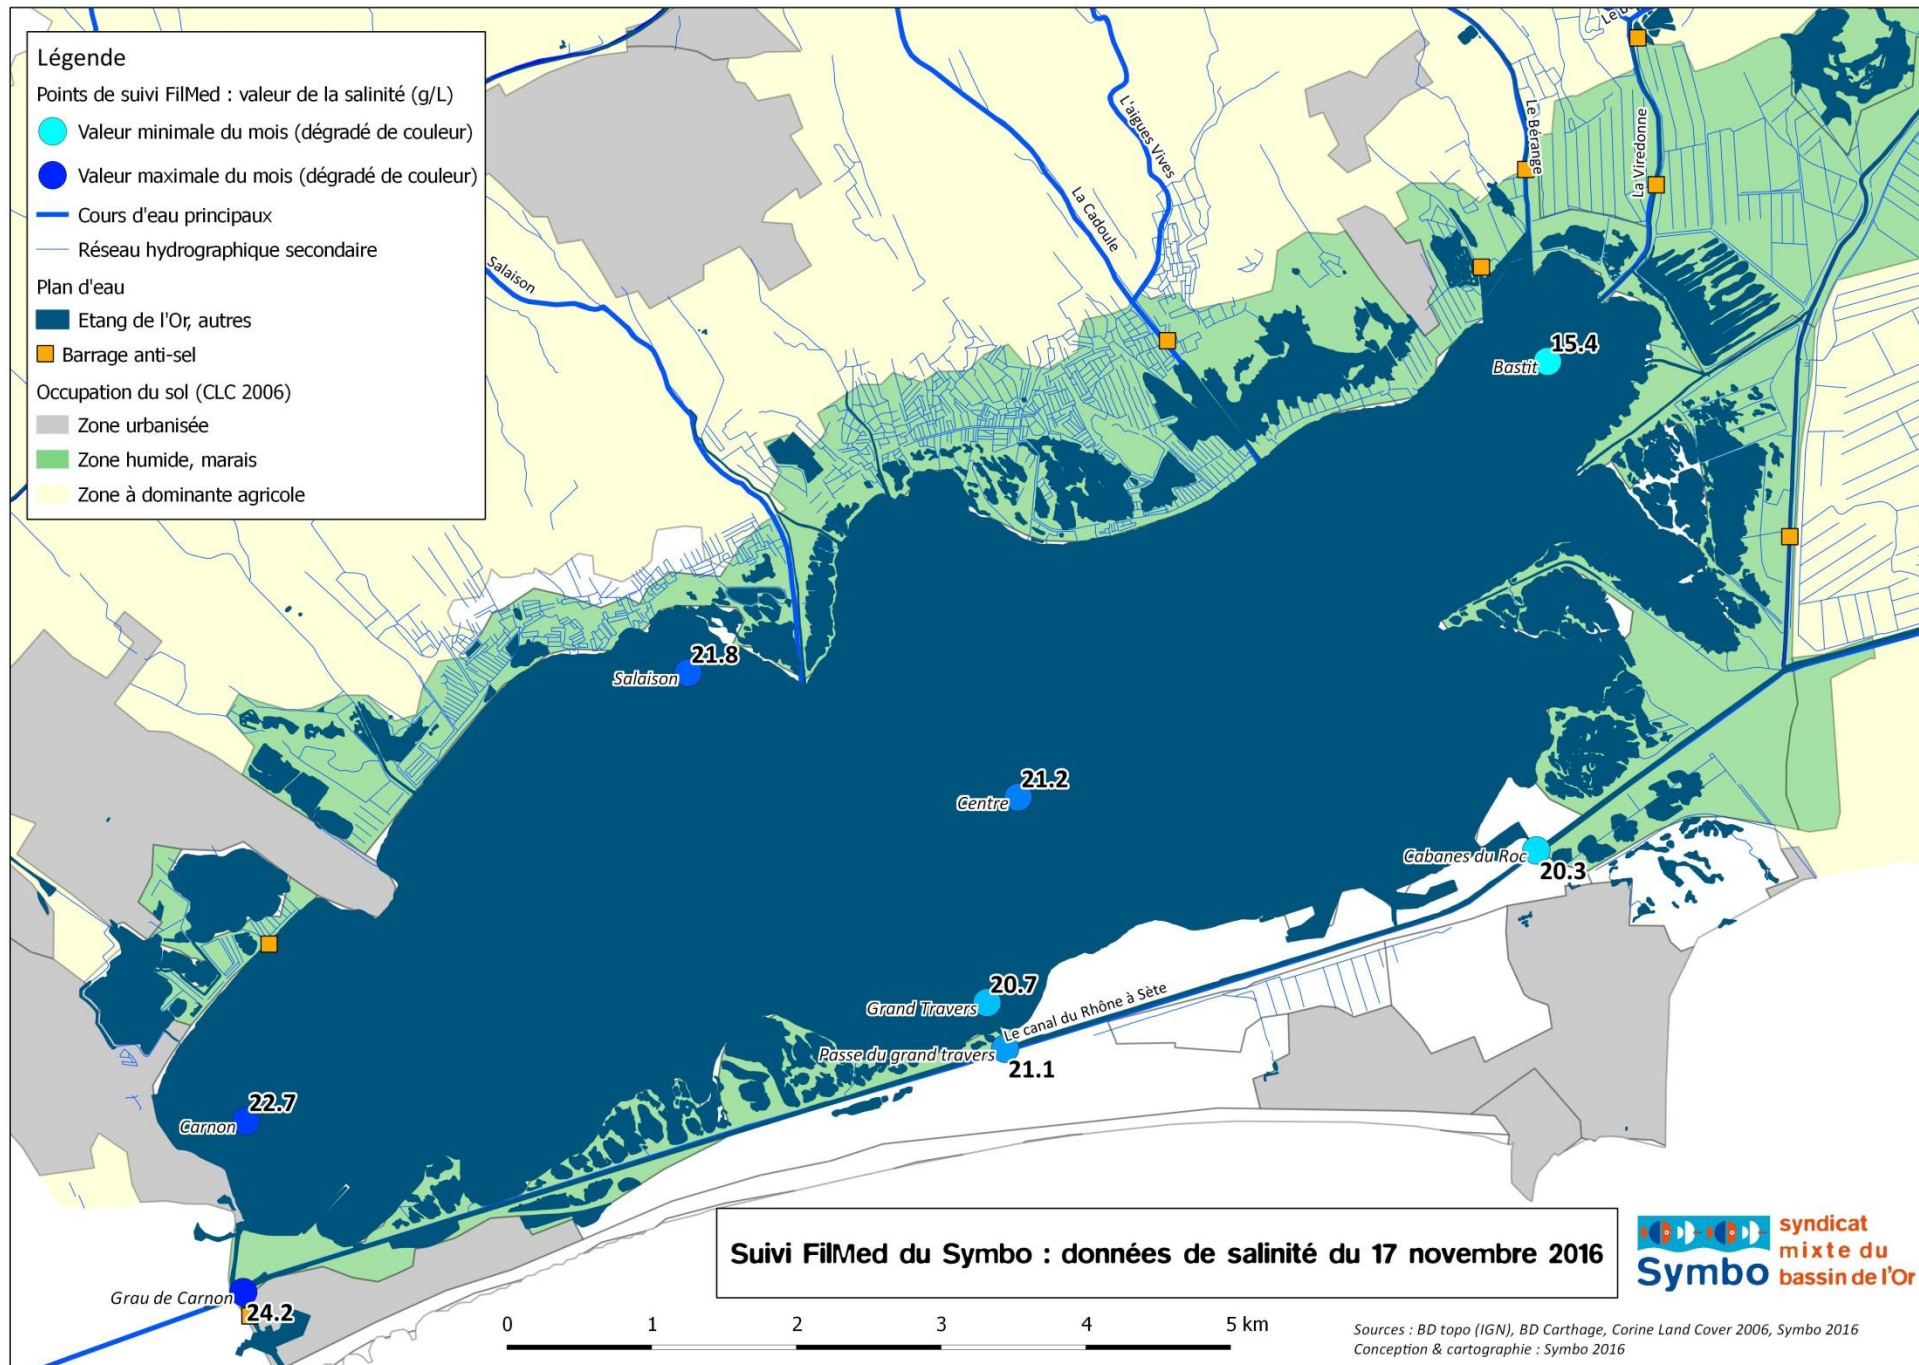 Légende
Points de suivi FilMed : valeur de la salinité (g/L)
Valeur minimale du mois (dégradé de couleur)
Valeur maximale du mois (dégradé de couleur)
Cours d'eau principaux
Réseau hydrographique secondaire
Plan d'eau
Etang de l'Or, autres
Barrage anti-sel
Occupation du sol (CLC 2006)
Zone urbanisée
Zone humide, marais
Zone à dominante agricole
L'aigues Vives
La Cadoule
Le Bérange
La Viredonne
Salaison
15.4
Bastit
21.8
Salaison
21.2
Centre
Cabanes du Roc
20.3
20.7
Grand Travers
Le canal du Rhône à Sète
Passe du grand travers
21.1
22.7
Carnon
Grau de Carnon
24.2
Suivi FilMed du Symbo : données de salinité du 17 novembre 2016
syndicat
mixte du
bassin de l'Or
Symbo
0 1 2 3 4 5 km
Sources : BD topo (IGN), BD Carthage, Corine Land Cover 2006, Symbo 2016
Conception & cartographie : Symbo 2016